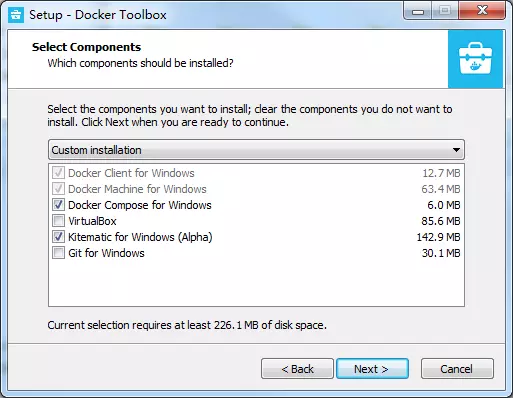 Setup - Docker Toolbox
Select Components
Which components should be installed?
Select the components you want to install; clear the components you do not want to
install. Click Next when you are ready to continue.
Custom installation
Docker Client for Windows 12.7 MB
Docker Machine for Windows 63.4 MB
Docker Compose for Windows 6.0 MB
VirtualBox 85.6 MB
Kitematic for Windows (Alpha) 142.9 MB
Git for Windows 30.1 MB
Current selection requires at least 226.1 MB of disk space.
< Back Next > Cancel